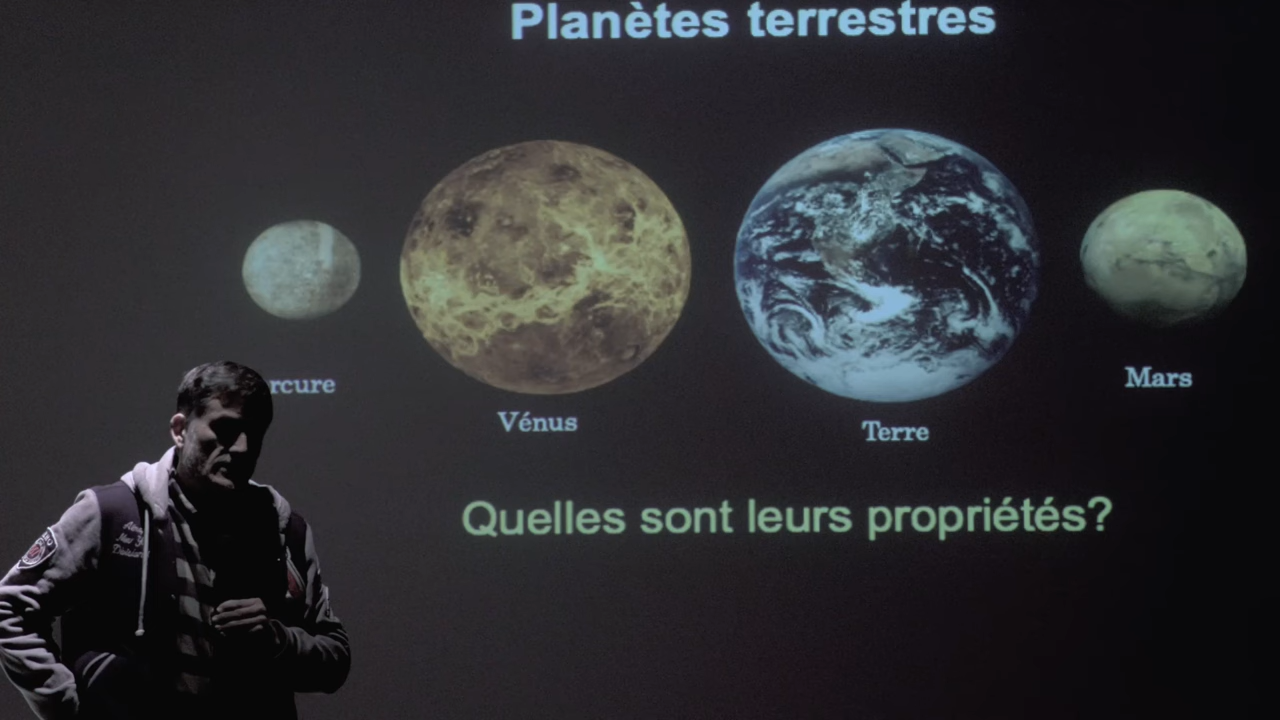 Planètes terrestres
rcure
Vénus
Terre
Mars
Quelles sont leurs propriétés?